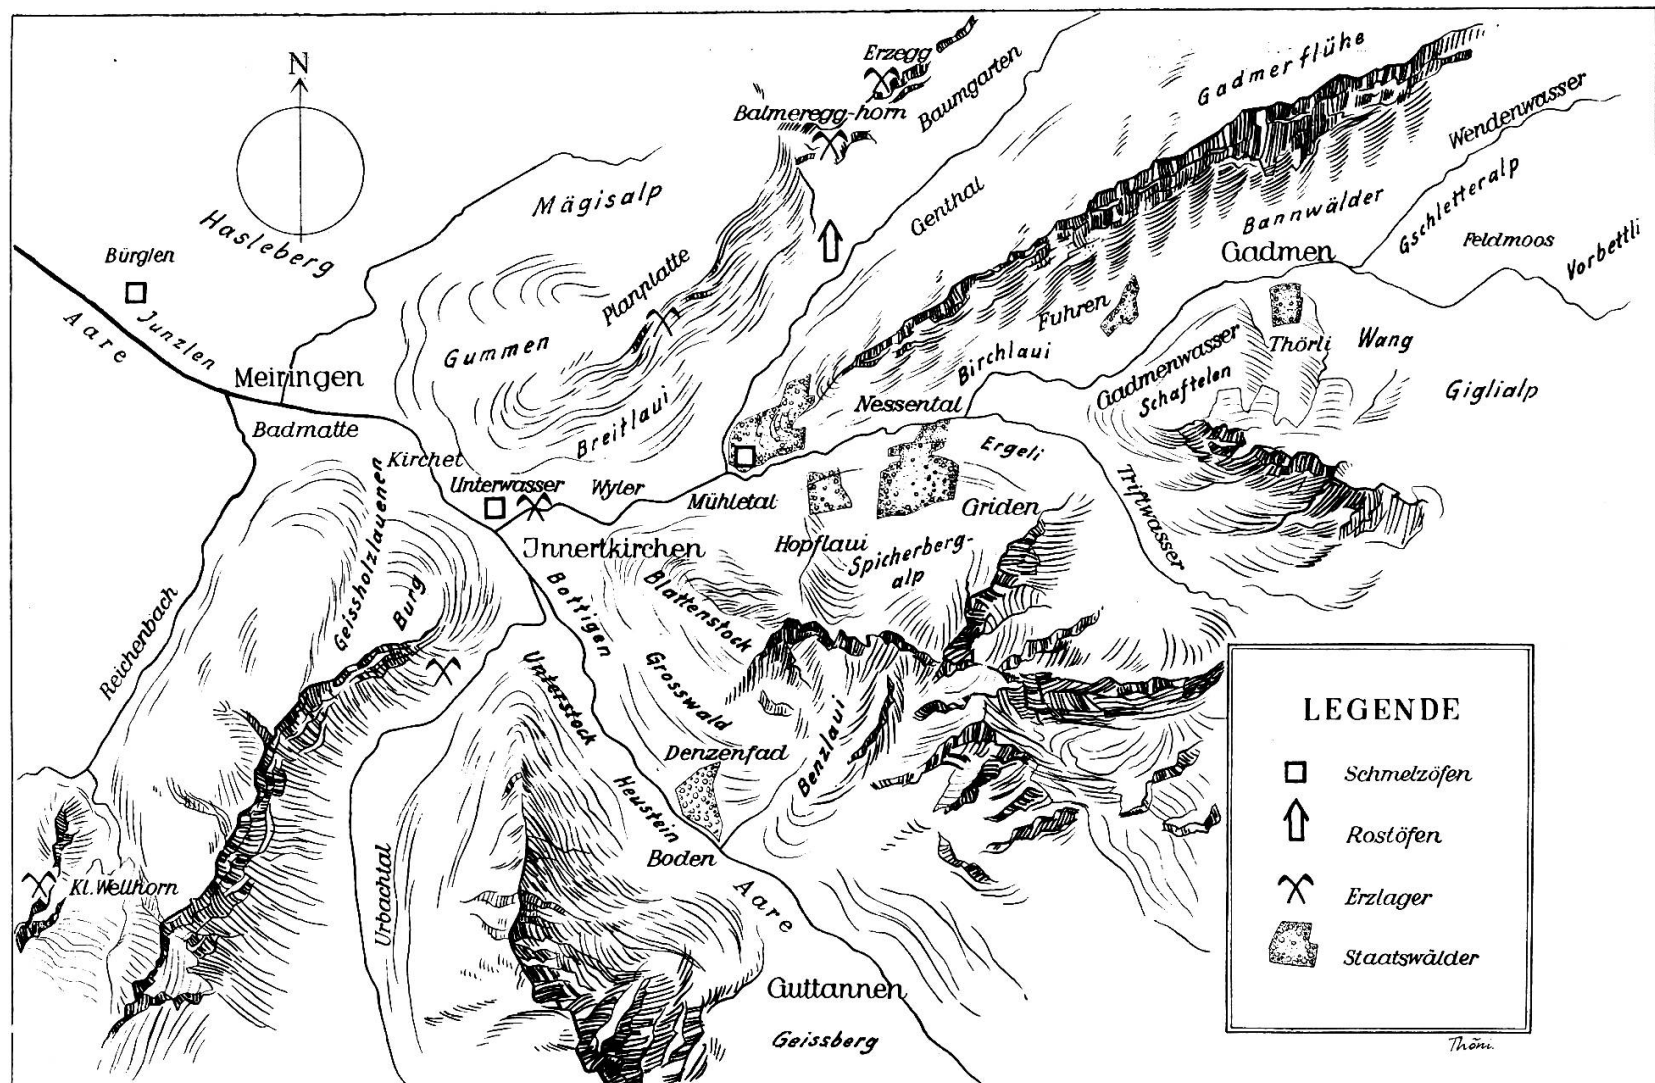 N
Erzegg
Baumgarten
Gadmerflühe
Balmeregg-horn
Wendenwasser
Mägisalp
Hasleberg
Genthal
Bannwälder
Gschletteralp
Gadmen
Feldmoos
Vorbettli
Bürglen
Planplatte
Fuhren
Aare
Junzlen
Gummen
Birchlaui
Gadmenwasser
Schaftelen
Thörli
Wang
Meiringen
Giglialp
Badmatte
Breitlaui
Nessental
Kirchet
Ergeli
Unterwasser
Wyler
Mühletal
Griden
Triftwasser
Innertkirchen
Hopflaui
Spicherberg-
alp
Geissholzlauenen
Burg
Bottigen
Blattenstock
Reichenbach
Unterstock
Grosswald
Denzenfad
Benzlaui
Heustein
Boden
Kl. Wellhorn
Urbachtal
Aare
Guttannen
Geissberg
LEGENDE
Schmelzöfen
Rostöfen
Erzlager
Staatswälder
Thöni.